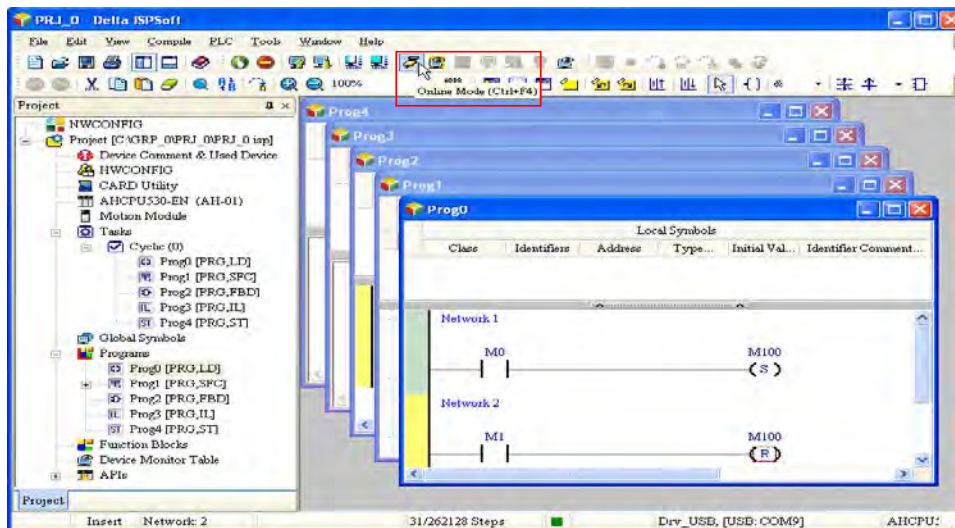 PRJ_0 Delta ISPSoft
File Edit View Compile PLC Tools Window Help
100%
Online Mode (Ctrl+F4)
Project
NWCONFIG
Project [C:\GRP_0\PRJ_0\PRJ_0.isp]
Device Comment & Used Device
HWCONFIG
CARD Utility
AHCPU530-EN (AH-01)
Motion Module
Tasks
Cyclic (0)
Prog0 [PRG,LD]
Prog1 [PRG,SFC]
Prog2 [PRG,FBD]
Prog3 [PRG,IL]
Prog4 [PRG,ST]
Global Symbols
Programs
Prog0 [PRG,LD]
Prog1 [PRG,SFC]
Prog2 [PRG,FBD]
Prog3 [PRG,IL]
Prog4 [PRG,ST]
Function Blocks
Device Monitor Table
APIs
Project
Prog4
Prog3
Prog2
Prog1
Prog0
Local Symbols
Class Identifiers Address Type... Initial Val... Identifier Comment...
Network 1
M0 M100
( S )
Network 2
M1 M100
( R )
Insert Network: 2 31/262128 Steps Drv_USB, [USB: COM9] AHCPU5